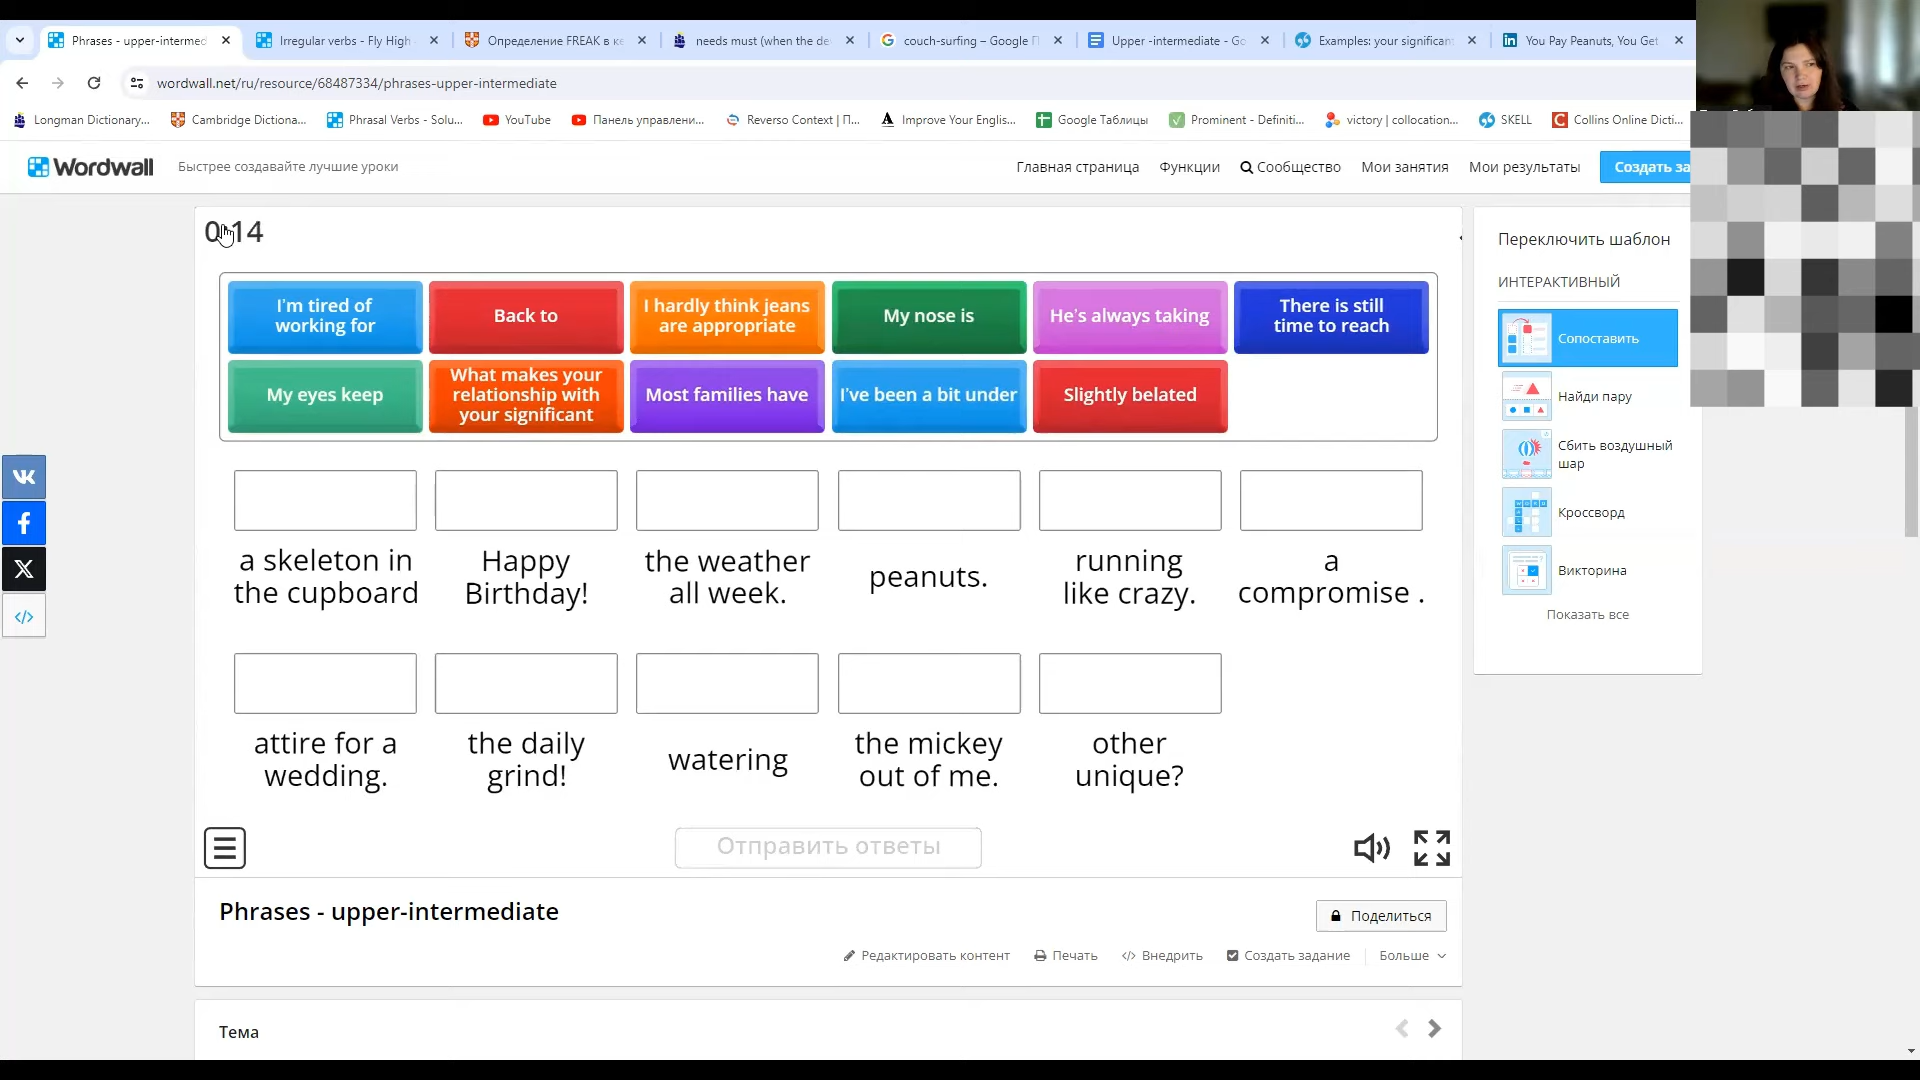 Phrases - upper-intermed
Irregular verbs - Fly High
Определение FREAK в ке
needs must (when the de
couch-surfing – Google П
Upper -intermediate - Go
Examples: your significan
You Pay Peanuts, You Get
wordwall.net/ru/resource/68487334/phrases-upper-intermediate
Longman Dictionary...
Cambridge Dictiona...
Phrasal Verbs - Solu...
YouTube
Панель управлени...
Reverso Context | П...
Improve Your Englis...
Google Таблицы
Prominent - Definiti...
victory | collocation...
SKELL
Collins Online Dicti...
Wordwall
Быстрее создавайте лучшие уроки
Главная страница
Функции
Сообщество
Мои занятия
Мои результаты
Создать за
0:14
I'm tired of
working for
Back to
I hardly think jeans
are appropriate
My nose is
He's always taking
There is still
time to reach
My eyes keep
What makes your
relationship with
your significant
Most families have
I've been a bit under
Slightly belated
a skeleton in
the cupboard
Happy
Birthday!
the weather
all week.
peanuts.
running
like crazy.
a
compromise .
attire for a
wedding.
the daily
grind!
watering
the mickey
out of me.
other
unique?
Отправить ответы
Phrases - upper-intermediate
Поделиться
Редактировать контент
Печать
Внедрить
Создать задание
Больше
Тема
Переключить шаблон
ИНТЕРАКТИВНЫЙ
Сопоставить
Найди пару
Сбить воздушный
шар
Кроссворд
Викторина
Показать все